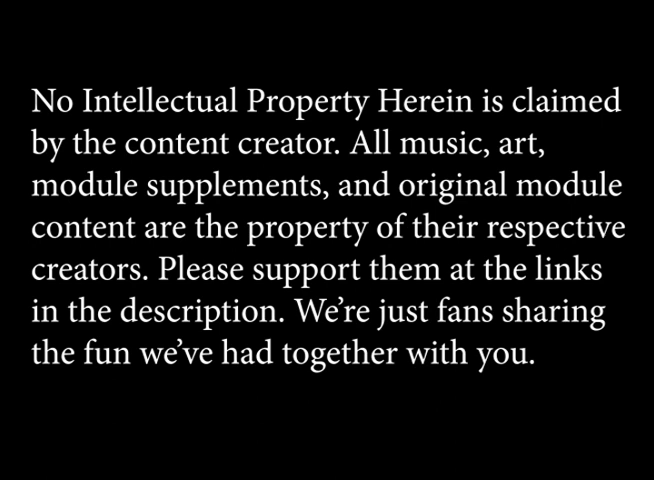 No Intellectual Property Herein is claimed
by the content creator. All music, art,
module supplements, and original module
content are the property of their respective
creators. Please support them at the links
in the description. We’re just fans sharing
the fun we’ve had together with you.